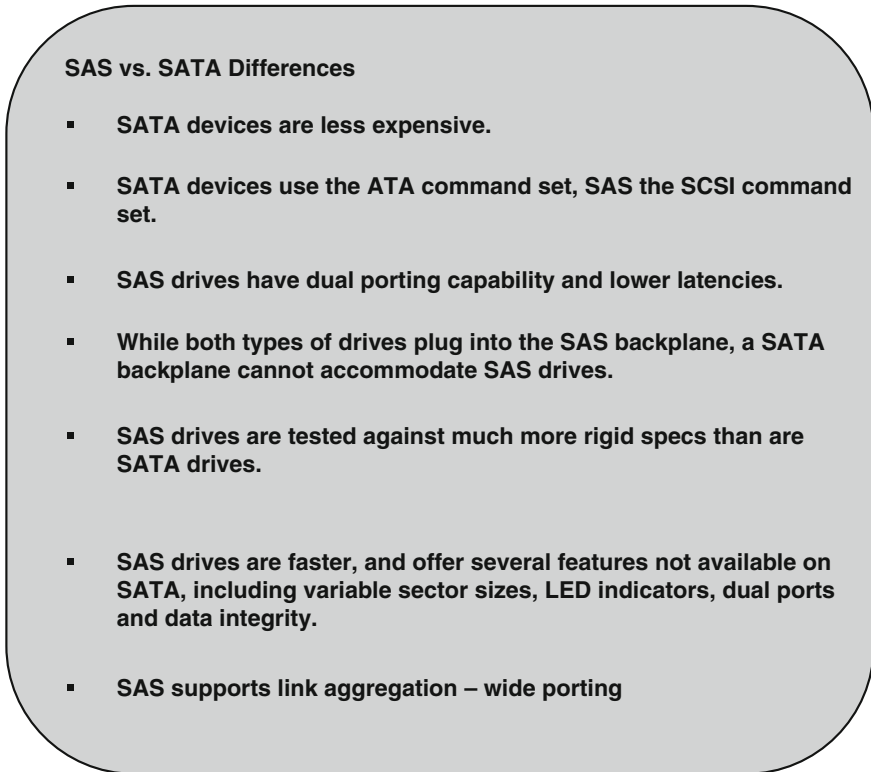 SAS vs. SATA Differences
▪ SATA devices are less expensive.
▪ SATA devices use the ATA command set, SAS the SCSI command
set.
▪ SAS drives have dual porting capability and lower latencies.
▪ While both types of drives plug into the SAS backplane, a SATA
backplane cannot accommodate SAS drives.
▪ SAS drives are tested against much more rigid specs than are
SATA drives.
▪ SAS drives are faster, and offer several features not available on
SATA, including variable sector sizes, LED indicators, dual ports
and data integrity.
▪ SAS supports link aggregation – wide porting